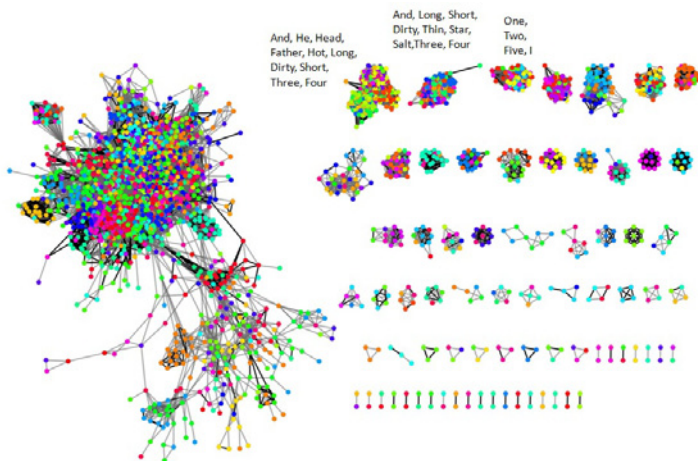 And, He, Head,
Father, Hot, Long,
Dirty, Short,
Three, Four
And, Long, Short,
Dirty, Thin, Star,
Salt,Three, Four
One,
Two,
Five, I